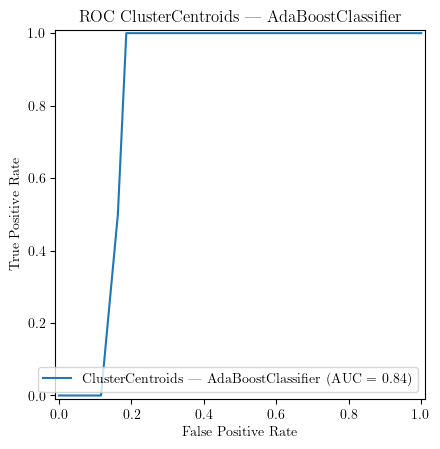 ROC ClusterCentroids — AdaBoostClassifier
1.0
0.8
0.6
0.4
0.2
0.0
True Positive Rate
ClusterCentroids — AdaBoostClassifier (AUC = 0.84)
0.0 0.2 0.4 0.6 0.8 1.0
False Positive Rate